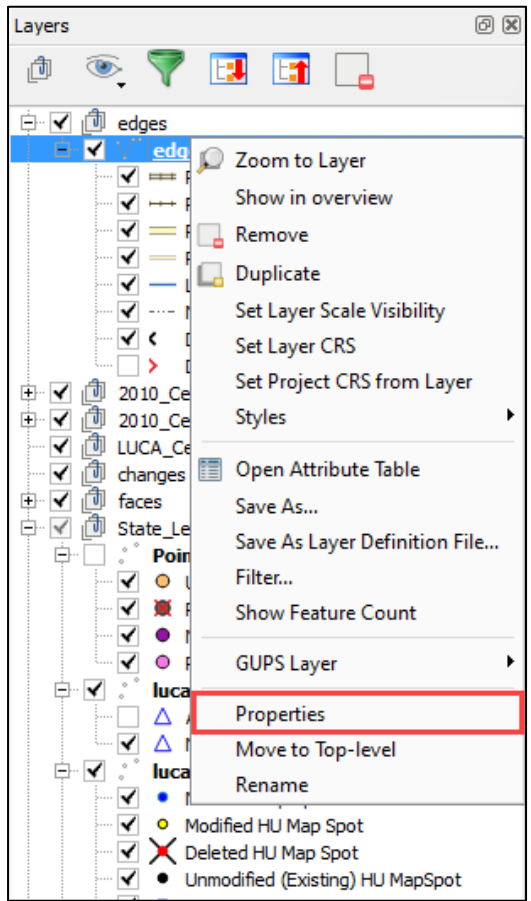 Layers
edges
edg
Zoom to Layer
Show in overview
Remove
Duplicate
Set Layer Scale Visibility
Set Layer CRS
Set Project CRS from Layer
Styles
2010_Ce
2010_Ce
LUCA_Ce
changes
Open Attribute Table
faces
Save As...
State_Le
Save As Layer Definition File...
Poin
Filter...
Show Feature Count
GUPS Layer
luca
Properties
Move to Top-level
luca
Rename
Modified HU Map Spot
Deleted HU Map Spot
Unmodified (Existing) HU MapSpot